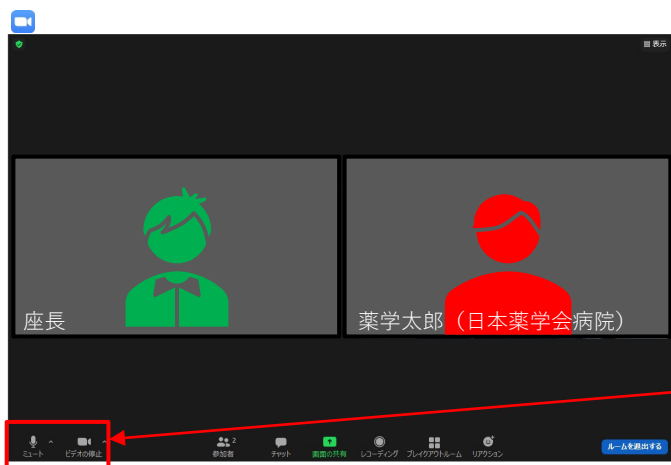 表示
座長
薬学太郎（日本薬学会病院）
ミュート
ビデオの停止
参加者
2
チャット
画面の共有
レコーディング
ブレイクアウトルーム
リアクション
ルームを退出する